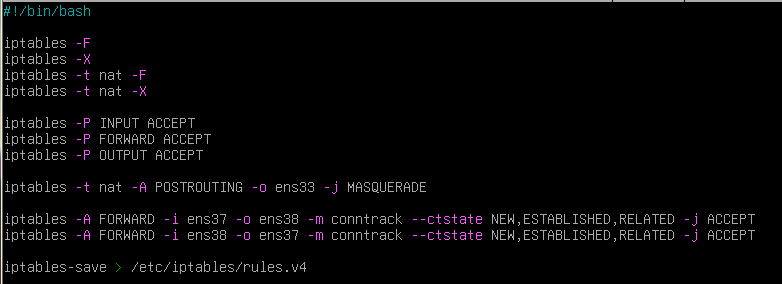 #!/bin/bash
iptables -F
iptables -X
iptables -t nat -F
iptables -t nat -X
iptables -P INPUT ACCEPT
iptables -P FORWARD ACCEPT
iptables -P OUTPUT ACCEPT
iptables -t nat -A POSTROUTING -o ens33 -j MASQUERADE
iptables -A FORWARD -i ens37 -o ens38 -m conntrack --ctstate NEW,ESTABLISHED,RELATED -j ACCEPT
iptables -A FORWARD -i ens38 -o ens37 -m conntrack --ctstate NEW,ESTABLISHED,RELATED -j ACCEPT
iptables-save > /etc/iptables/rules.v4